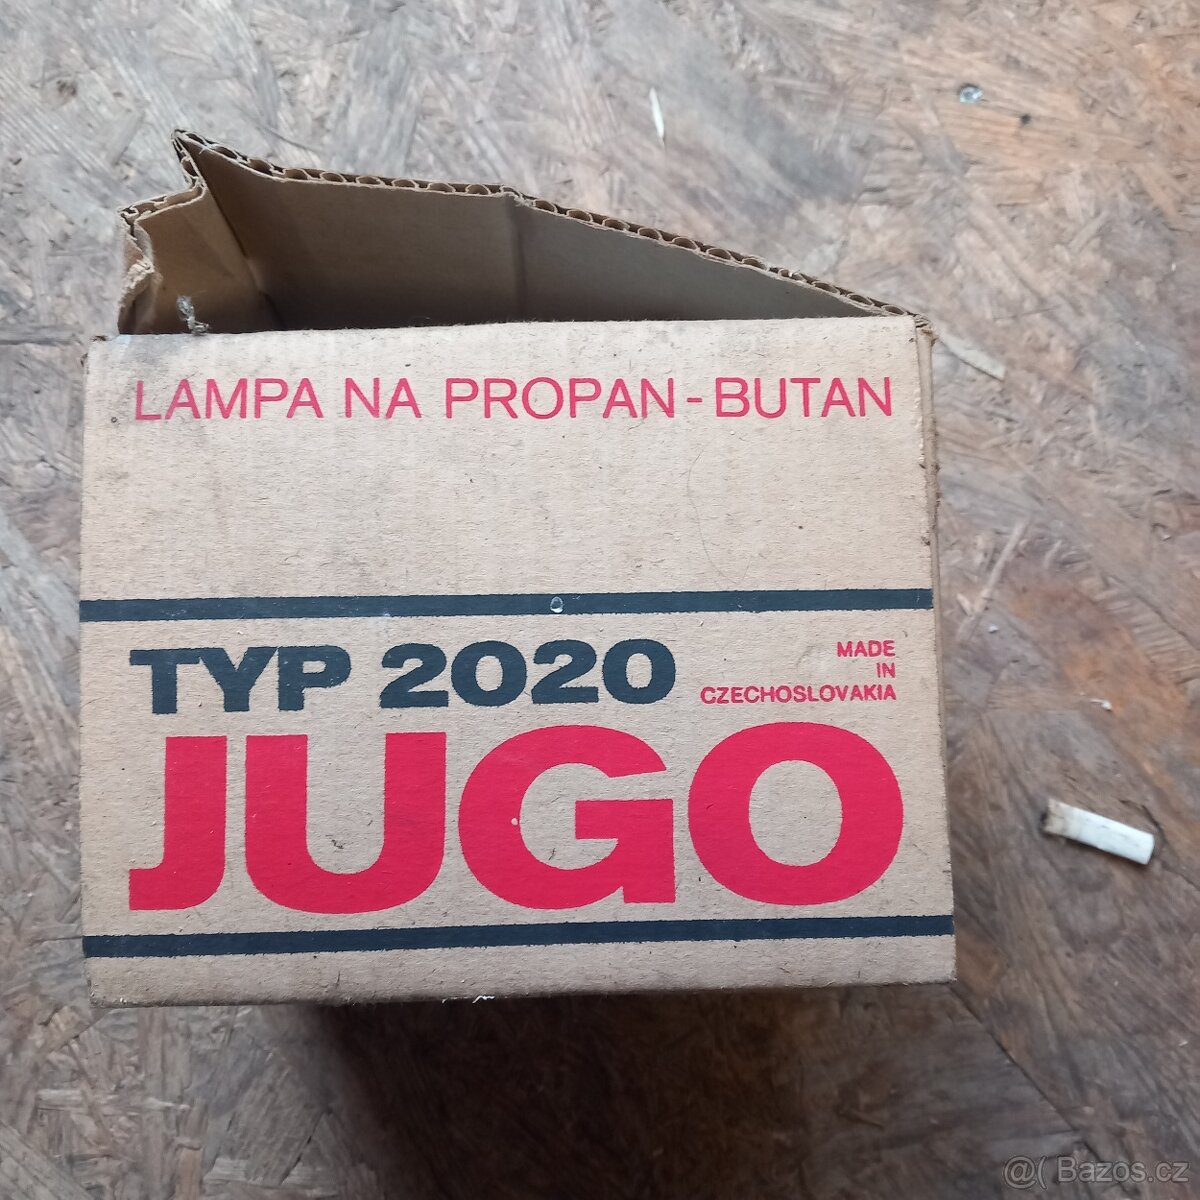 LAMPA NA PROPAN-BUTAN
TYP 2020
MADE
IN
CZECHOSLOVAKIA
JUGO
@( Bazos.cz